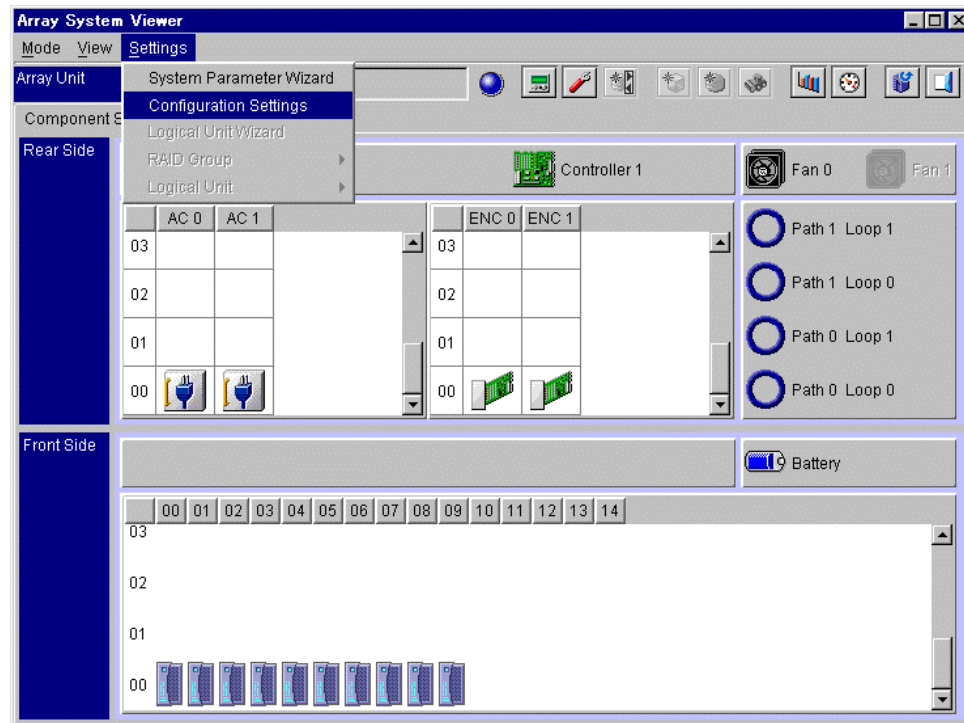 Array System Viewer
Mode View Settings
Array Unit
System Parameter Wizard
Configuration Settings
Logical Unit Wizard
RAID Group
Logical Unit
Component S
Rear Side
Controller 1
Fan 0
Fan 1
AC 0 AC 1
03
02
01
00
ENC 0 ENC 1
03
02
01
00
Path 1 Loop 1
Path 1 Loop 0
Path 0 Loop 1
Path 0 Loop 0
Front Side
Battery
00 01 02 03 04 05 06 07 08 09 10 11 12 13 14
03
02
01
00